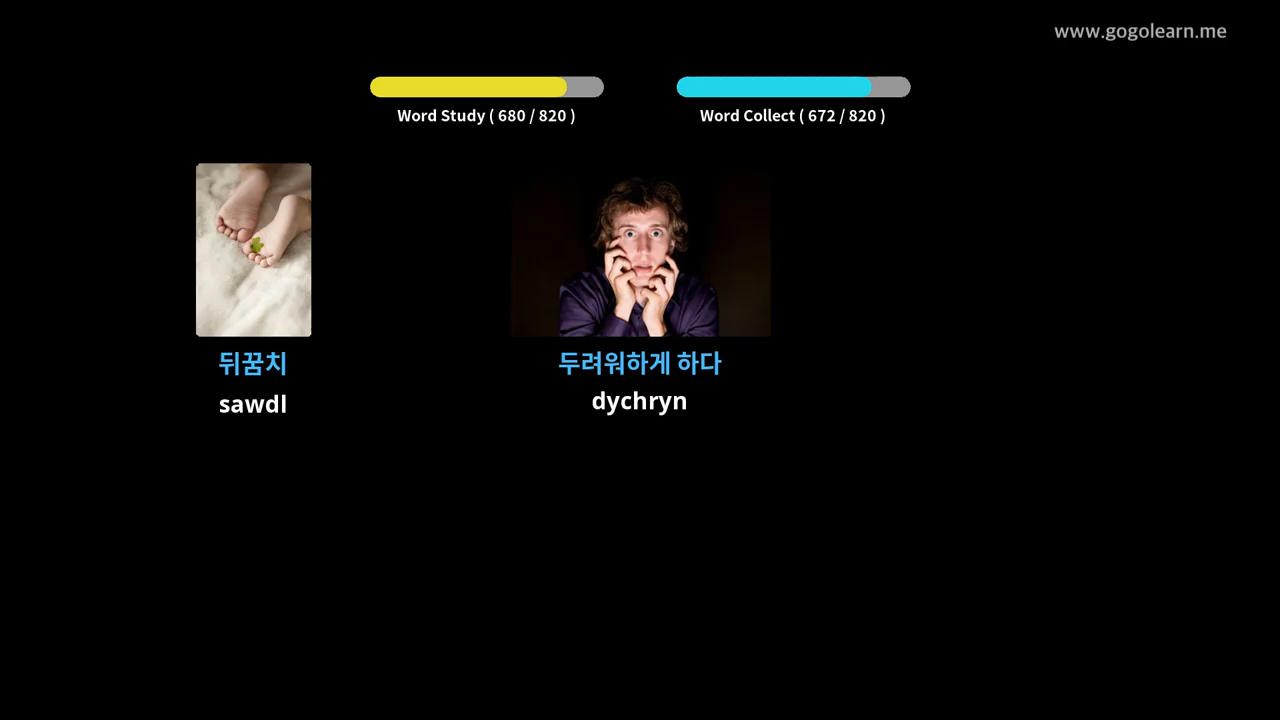 www.gogolearn.me
Word Study ( 680 / 820 )
Word Collect ( 672 / 820 )
뒤꿈치
sawdl
두려워하게 하다
dychryn